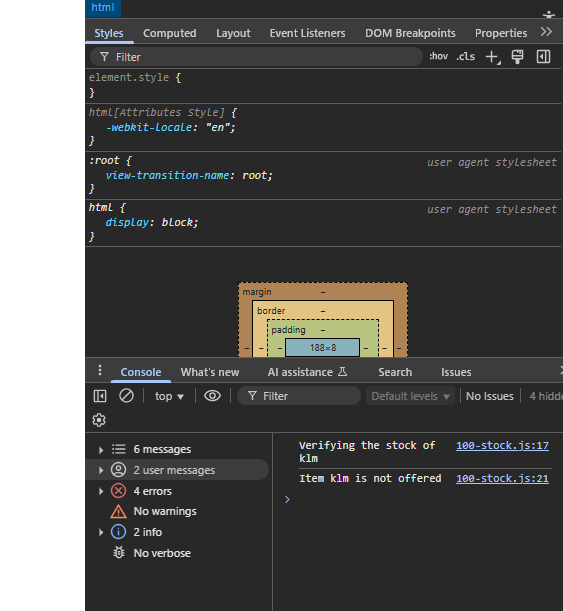 html
Styles Computed Layout Event Listeners DOM Breakpoints Properties
Filter :hov .cls
element.style {
}
html[Attributes Style] {
-webkit-locale: "en";
}
:root { user agent stylesheet
view-transition-name: root;
}
html { user agent stylesheet
display: block;
}
margin –
border –
padding –
– – – 188×8 – – –
Console What's new AI assistance Search Issues
top Filter Default levels No Issues 4 hidde
6 messages
2 user messages
4 errors
No warnings
2 info
No verbose
Verifying the stock of 100-stock.js:17
klm
Item klm is not offered 100-stock.js:21